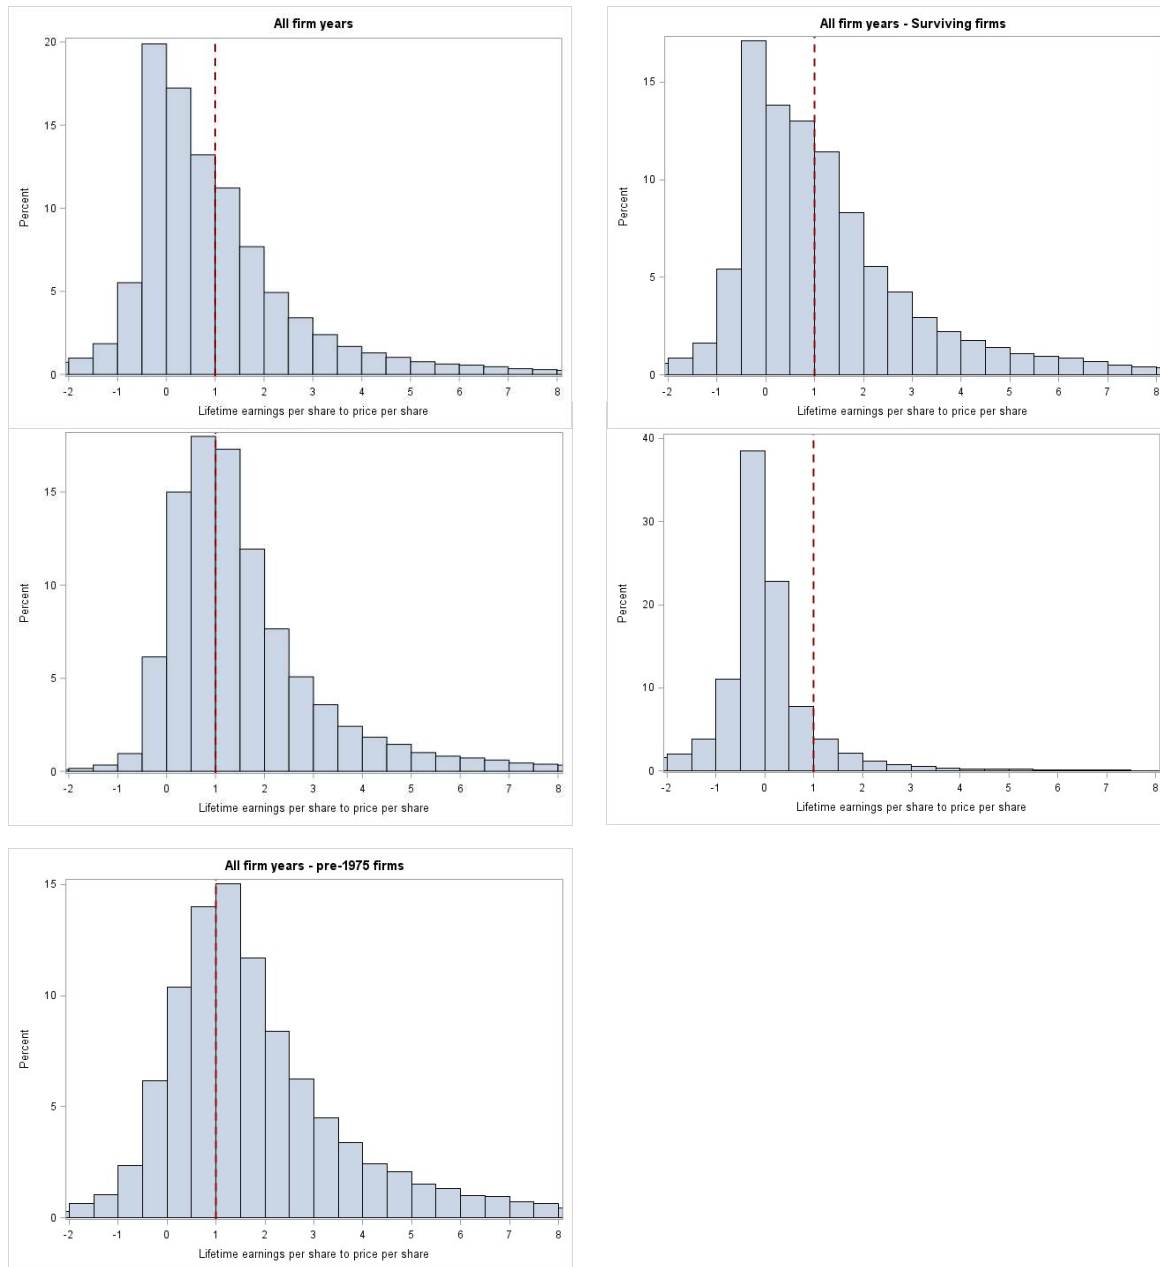 All firm years
20
15
10
5
0
Percent
-2 -1 0 1 2 3 4 5 6 7 8
Lifetime earnings per share to price per share
All firm years - Surviving firms
15
10
5
0
Percent
-2 -1 0 1 2 3 4 5 6 7 8
Lifetime earnings per share to price per share
15
10
5
0
Percent
-2 -1 0 1 2 3 4 5 6 7 8
Lifetime earnings per share to price per share
40
30
20
10
0
Percent
-2 -1 0 1 2 3 4 5 6 7 8
Lifetime earnings per share to price per share
All firm years - pre-1975 firms
15
10
5
0
Percent
-2 -1 0 1 2 3 4 5 6 7 8
Lifetime earnings per share to price per share